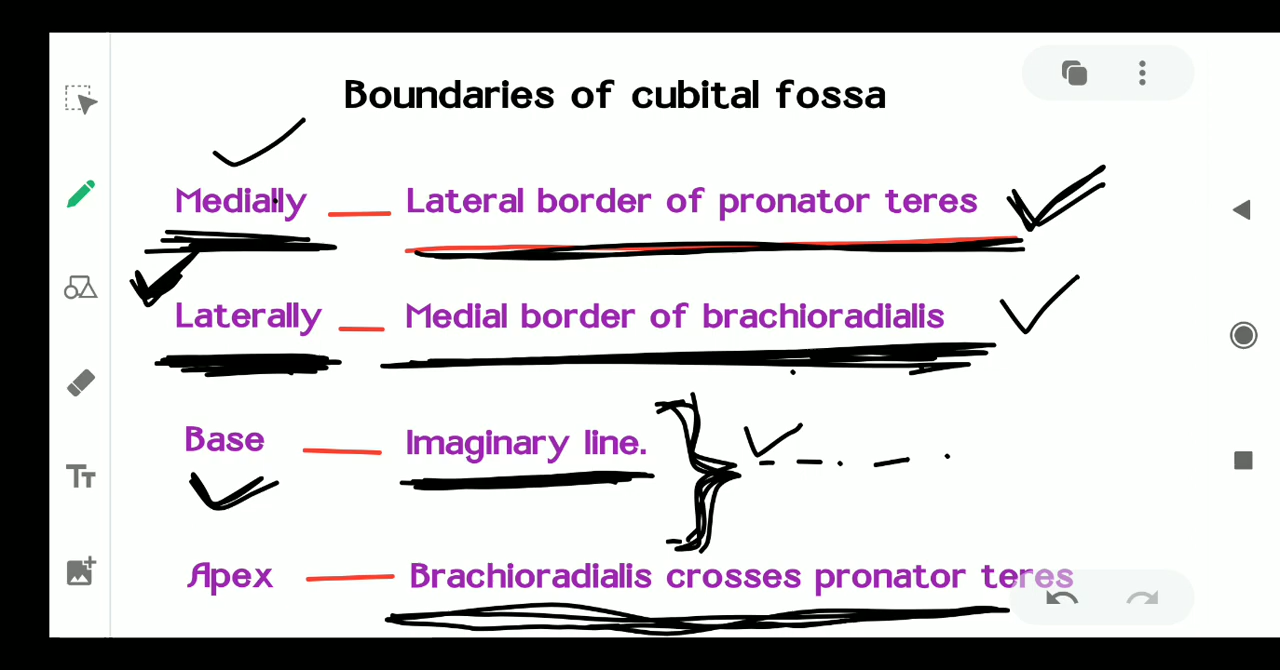 Boundaries of cubital fossa
Medially — Lateral border of pronator teres
Laterally — Medial border of brachioradialis
Base — Imaginary line.
Apex — Brachioradialis crosses pronator teres
Tт